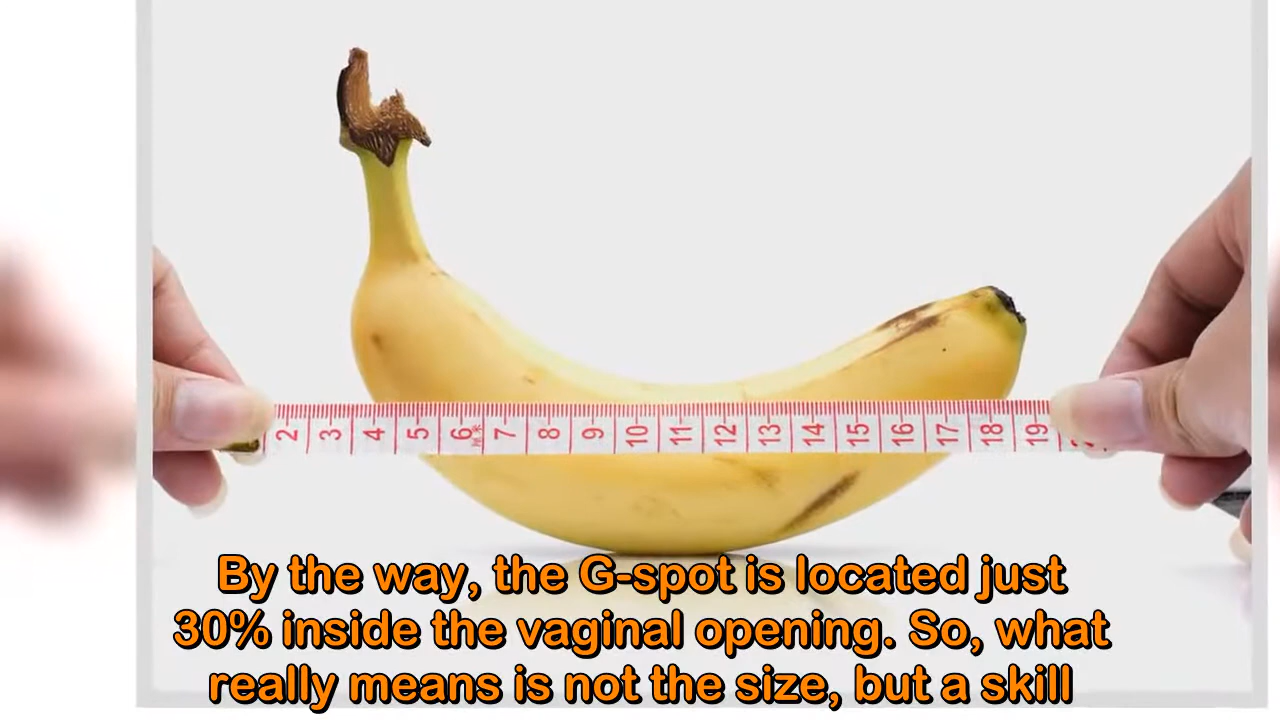 2 3 4 5 6 7 8 9 10 11 12 13 14 15 16 17 18 19
By the way, the G-spot is located just
30% inside the vaginal opening. So, what
really means is not the size, but a skill